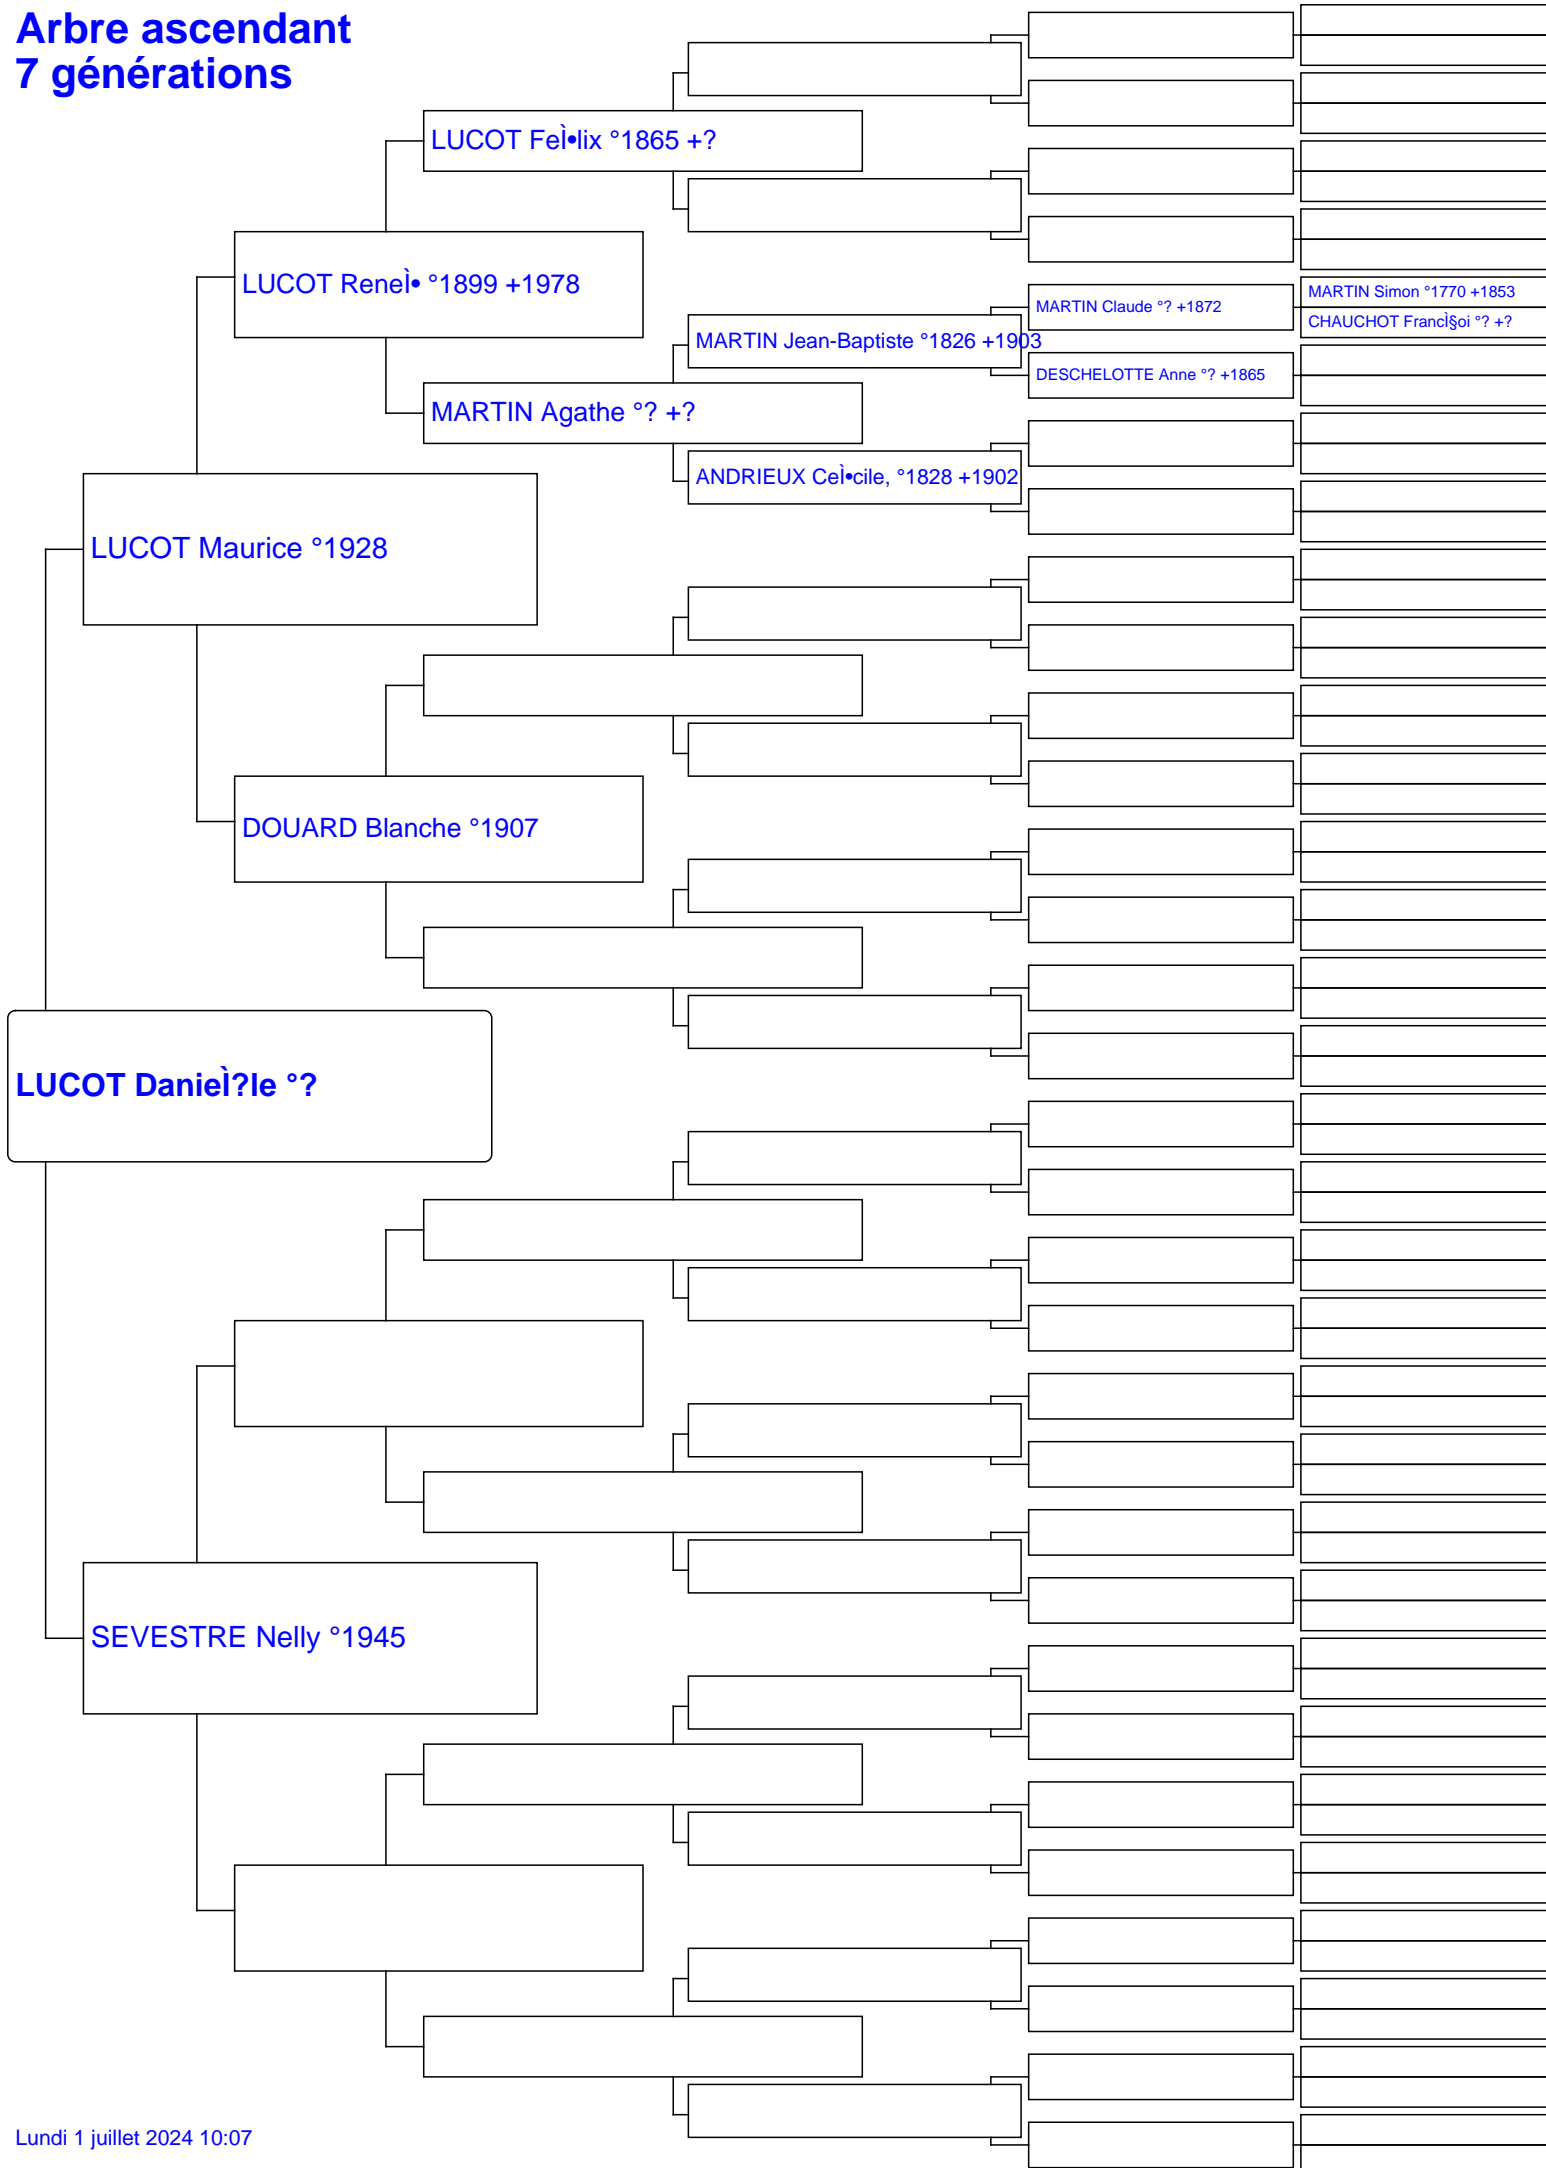 Arbre ascendant
7 générations
LUCOT FeÌ•lix °1865 +?
LUCOT ReneÌ• °1899 +1978
MARTIN Simon °1770 +1853
MARTIN Claude °? +1872
CHAUCHOT FrancÌ§oi °? +?
MARTIN Jean-Baptiste °1826 +1903
DESCHELOTTE Anne °? +1865
MARTIN Agathe °? +?
ANDRIEUX CeÌ•cile, °1828 +1902
LUCOT Maurice °1928
DOUARD Blanche °1907
LUCOT DanieÌ?le °?
SEVESTRE Nelly °1945
Lundi 1 juillet 2024 10:07